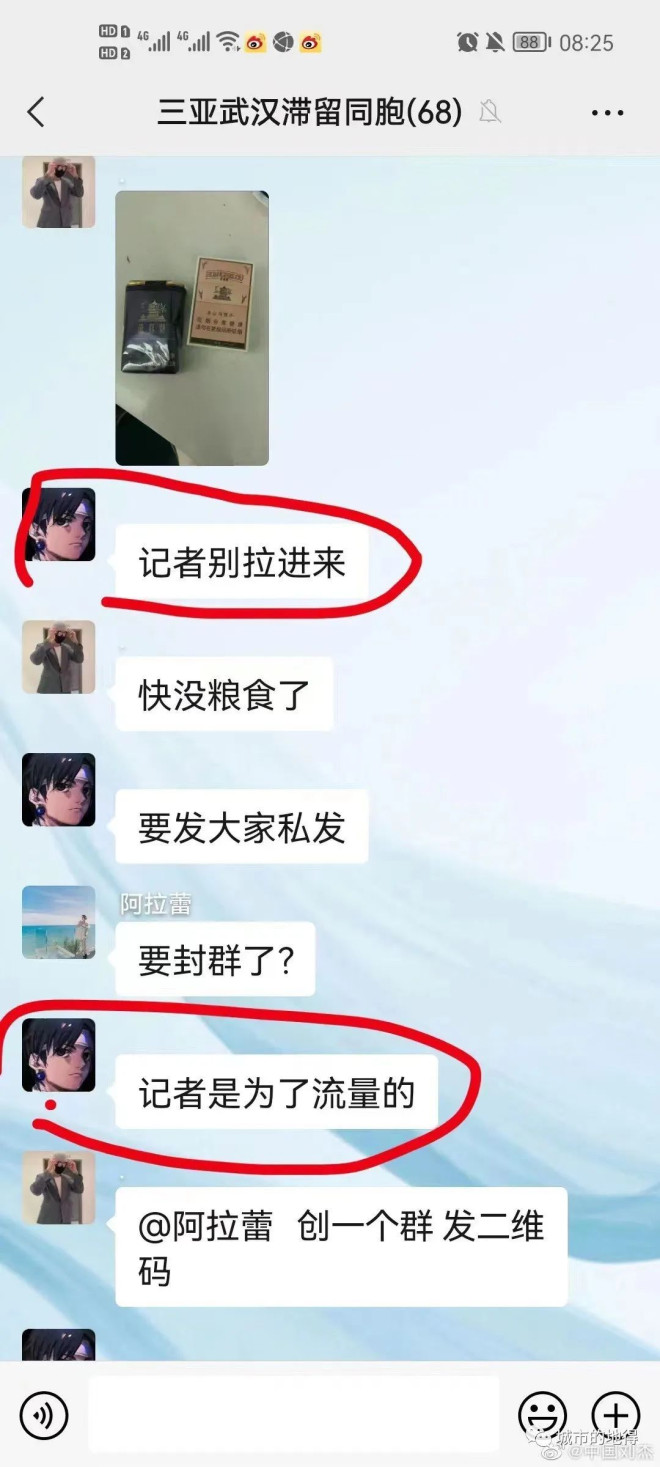 HD 1
HD 2
4G
4G
88
08:25
三亚武汉滞留同胞(68)
记者别拉进来
快没粮食了
要发大家私发
阿拉蕾
要封群了?
记者是为了流量的
@阿拉蕾 创一个群 发二维
码
城市的地得
@中国刘杰